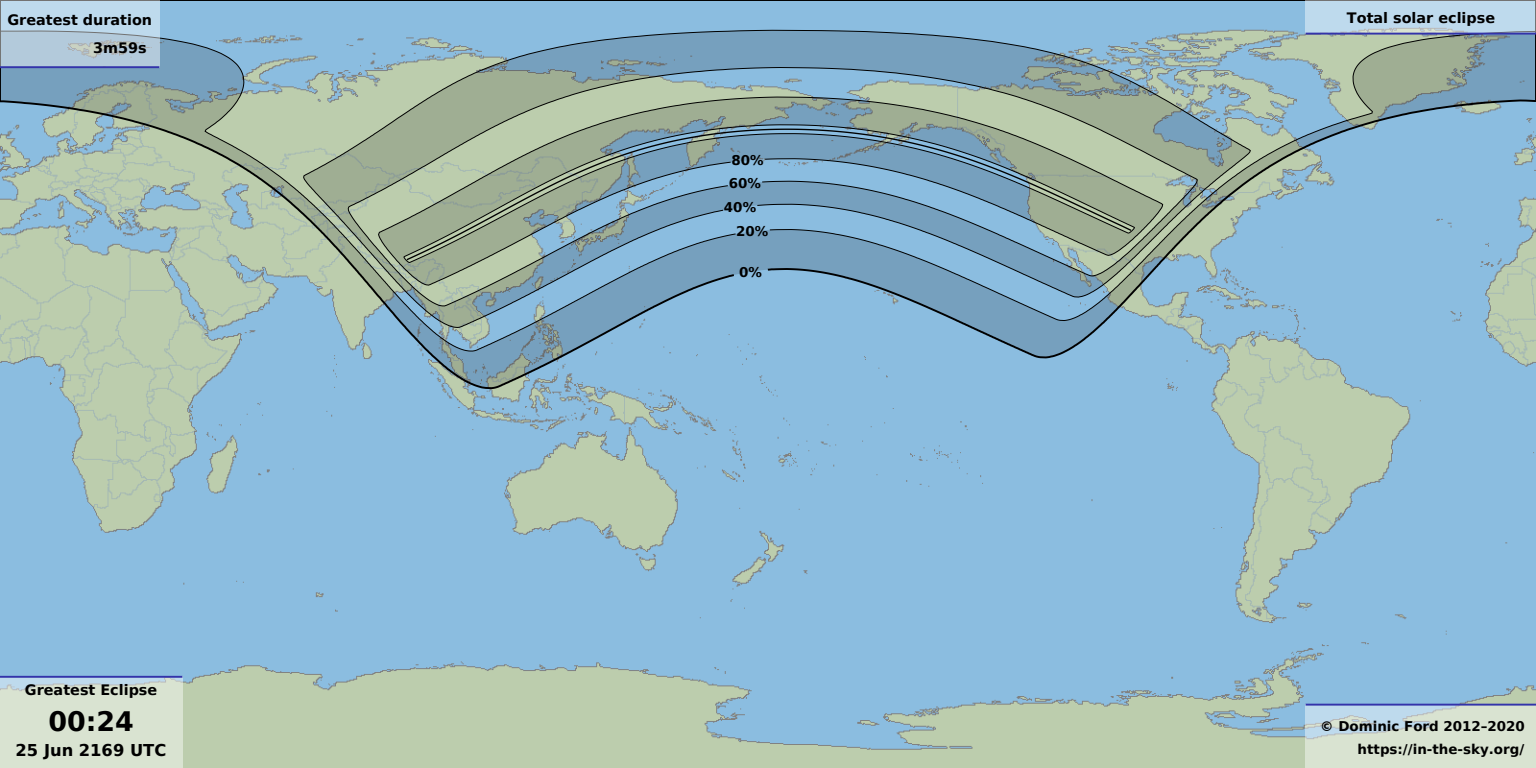 Greatest duration
3m59s
Total solar eclipse
80%
60%
40%
20%
0%
Greatest Eclipse
00:24
25 Jun 2169 UTC
© Dominic Ford 2012–2020
https://in-the-sky.org/